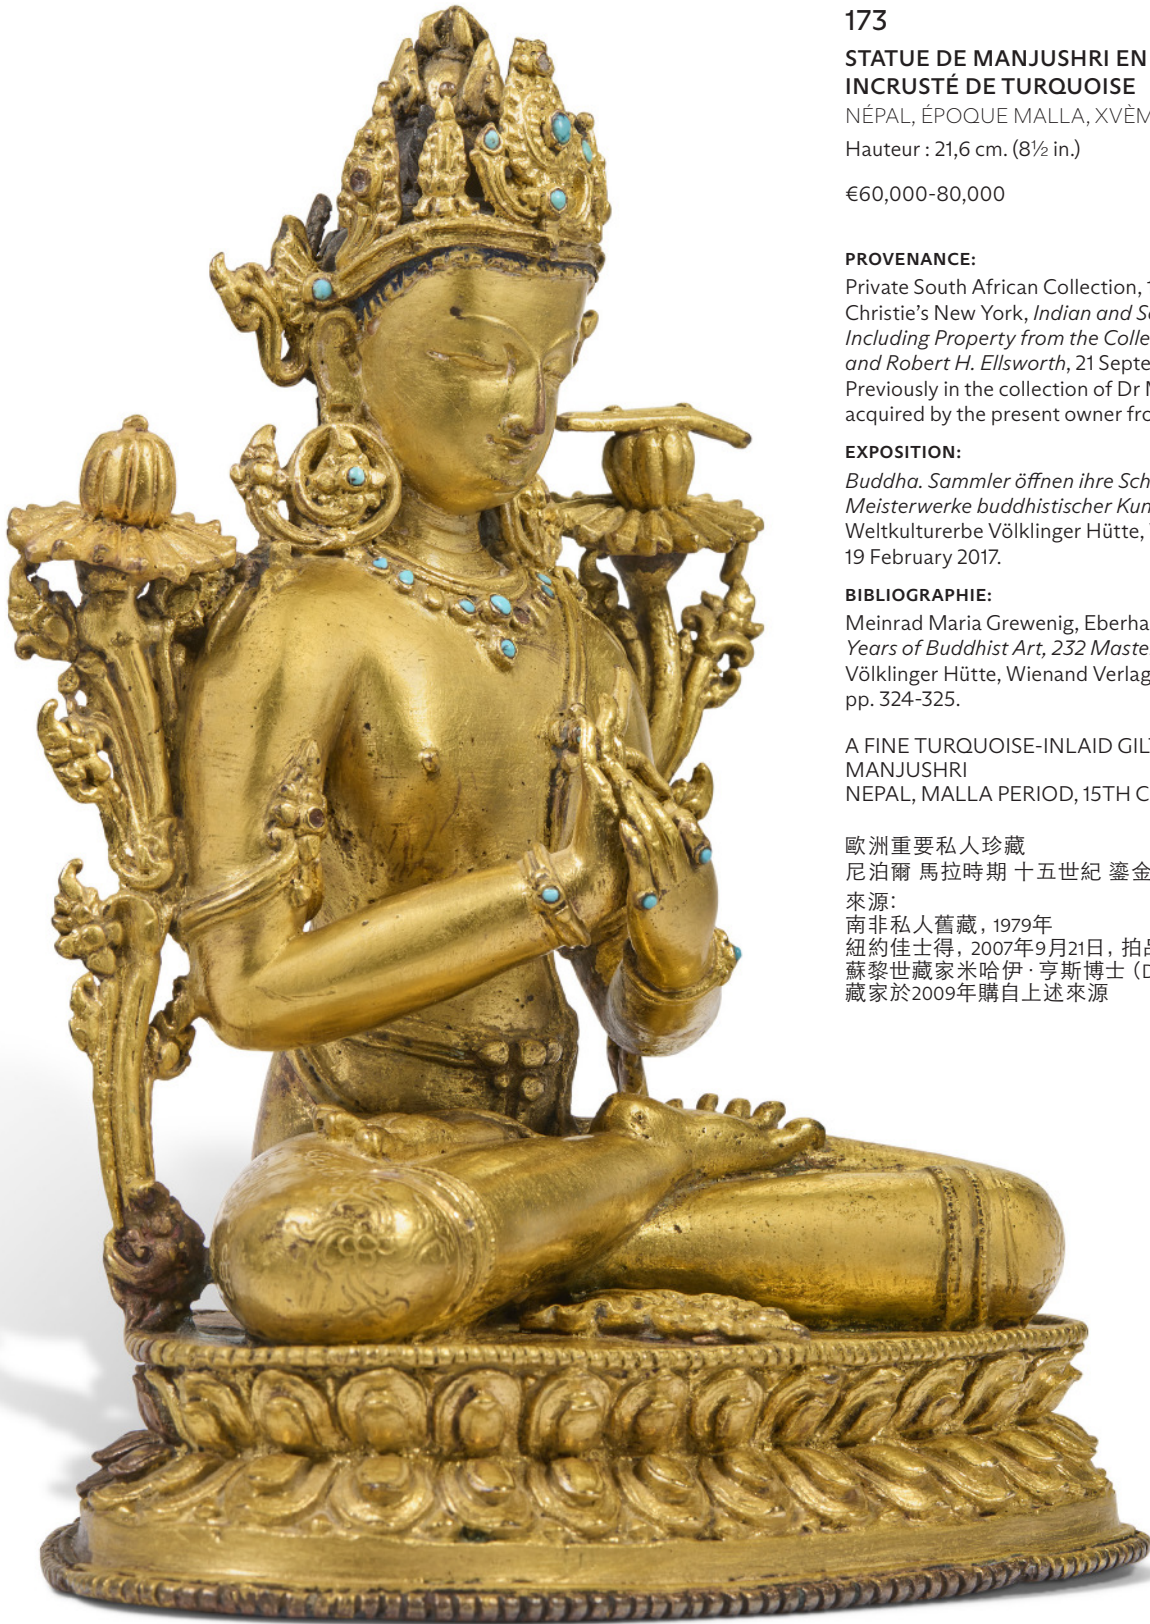 173
STATUE DE MANJUSHRI EN
INCRUSTÉ DE TURQUOISE
NÉPAL, ÉPOQUE MALLA, XVÈM
Hauteur : 21,6 cm. (8½ in.)
€60,000-80,000
PROVENANCE:
Private South African Collection, 1
Christie's New York, Indian and So
Including Property from the Colle
and Robert H. Ellsworth, 21 Septe
Previously in the collection of Dr M
acquired by the present owner fro
EXPOSITION:
Buddha. Sammler öffnen ihre Sch
Meisterwerke buddhistischer Kun
Weltkulturerbe Völklinger Hütte,
19 February 2017.
BIBLIOGRAPHIE:
Meinrad Maria Grewenig, Eberha
Years of Buddhist Art, 232 Maste
Völklinger Hütte, Wienand Verlag
pp. 324-325.
A FINE TURQUOISE-INLAID GIL
MANJUSHRI
NEPAL, MALLA PERIOD, 15TH C
歐洲重要私人珍藏
尼泊爾 馬拉時期 十五世紀 鎏金
來源：
南非私人舊藏，1979年
紐約佳士得，2007年9月21日，拍品
蘇黎世藏家米哈伊·亨斯博士（
藏家於2009年購自上述來源